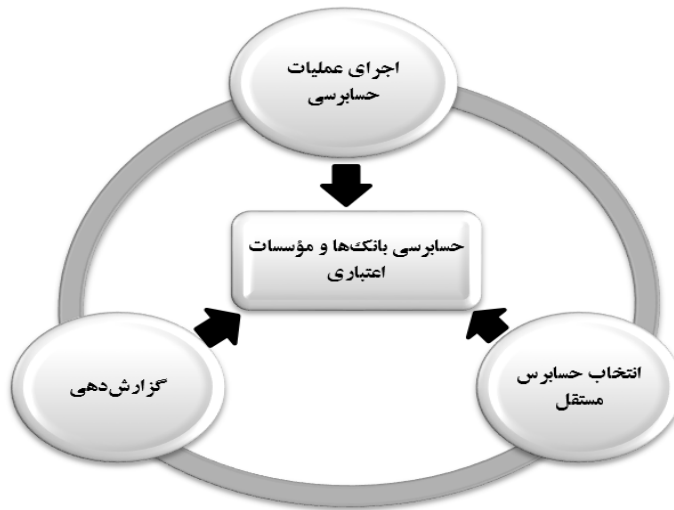 اجرای عملیات
حسابرسی
حسابرسی بانک‌ها و مؤسسات
اعتباری
انتخاب حسابرس
مستقل
گزارش‌دهی